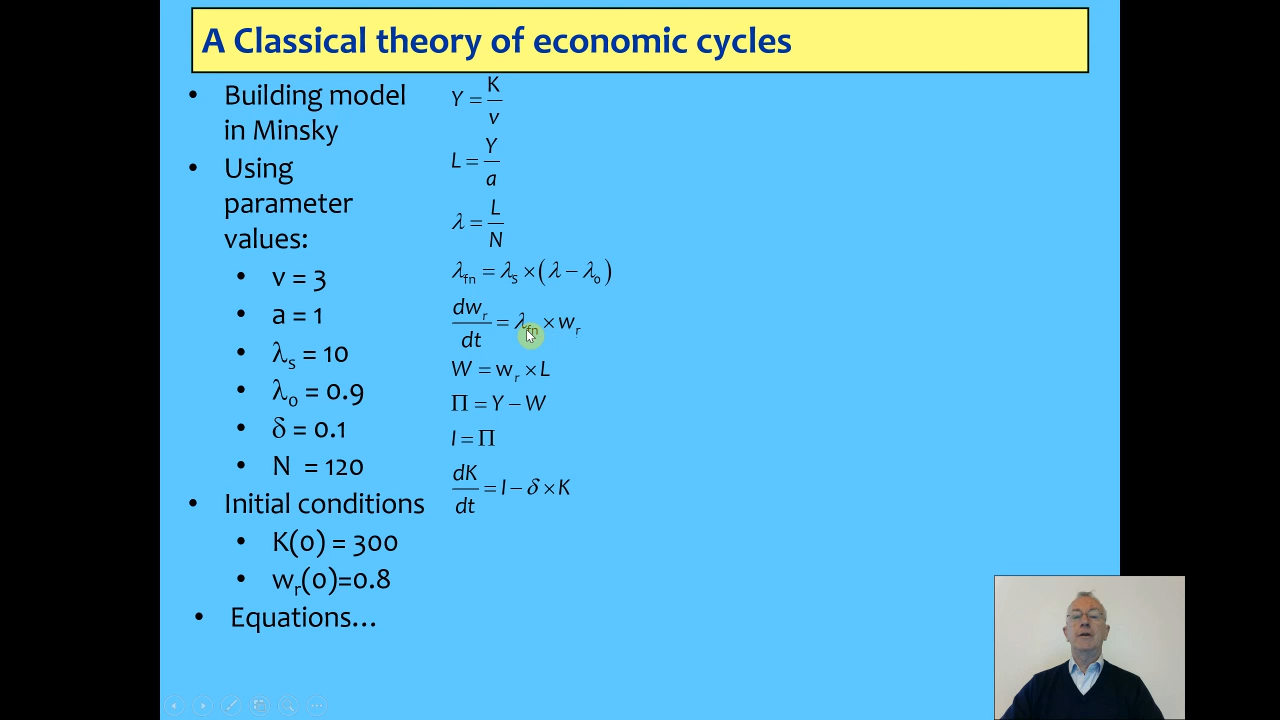 A Classical theory of economic cycles
• Building model
in Minsky
• Using
parameter
values:
• v = 3
• a = 1
• λs = 10
• λo = 0.9
• δ = 0.1
• N = 120
• Initial conditions
• K(0) = 300
• wr(0)=0.8
• Equations...
Y = K/v
L = Y/a
λ = L/N
λfn = λS × (λ − λo)
dwr/dt = λfn × wr
W = wr × L
Π = Y − W
I = Π
dK/dt = I − δ × K